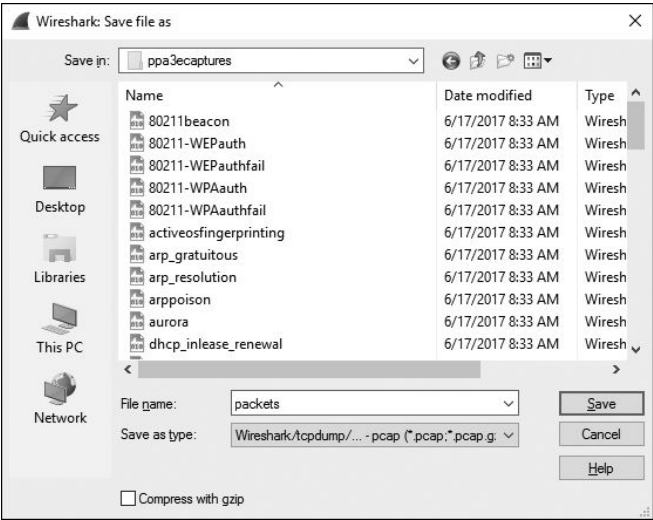 Wireshark: Save file as
Save in: ppa3ecaptures
Name Date modified Type
80211beacon 6/17/2017 8:33 AM Wiresh
80211-WEPauth 6/17/2017 8:33 AM Wiresh
80211-WEPauthfail 6/17/2017 8:33 AM Wiresh
80211-WPAauth 6/17/2017 8:33 AM Wiresh
80211-WPAauthfail 6/17/2017 8:33 AM Wiresh
activeosfingerprinting 6/17/2017 8:33 AM Wiresh
arp_gratuitous 6/17/2017 8:33 AM Wiresh
arp_resolution 6/17/2017 8:33 AM Wiresh
arppoison 6/17/2017 8:33 AM Wiresh
aurora 6/17/2017 8:33 AM Wiresh
dhcp_inlease_renewal 6/17/2017 8:33 AM Wiresh
Quick access
Desktop
Libraries
This PC
Network
File name: packets Save
Save as type: Wireshark/tcpdump/... - pcap (*.pcap;*.pcap.g: Cancel
Help
Compress with gzip